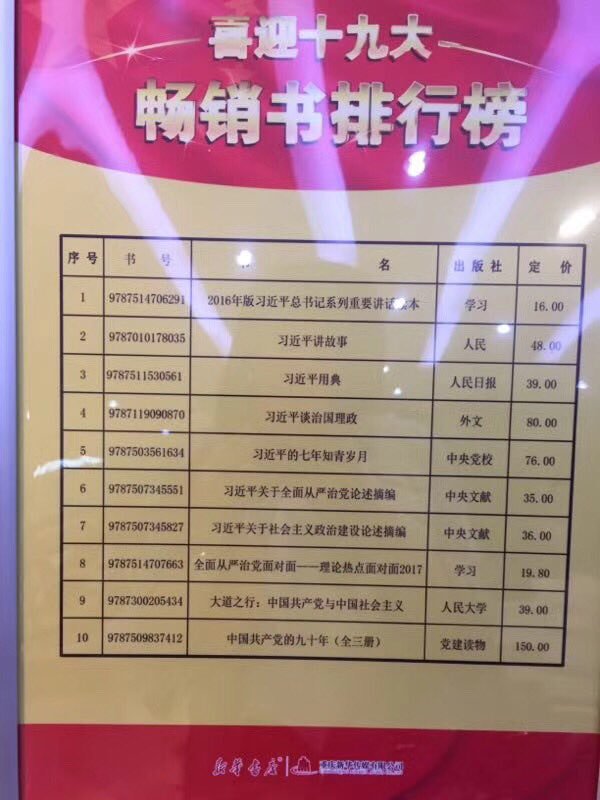 喜迎十九大
畅销书排行榜
序号 书号 书名 出版社 定价
1 9787514706291 2016年版习近平总书记系列重要讲话读本 学习 16.00
2 9787010178035 习近平讲故事 人民 48.00
3 9787511530561 习近平用典 人民日报 39.00
4 9787119090870 习近平谈治国理政 外文 80.00
5 9787503561634 习近平的七年知青岁月 中央党校 76.00
6 9787507345551 习近平关于全面从严治党论述摘编 中央文献 35.00
7 9787507345827 习近平关于社会主义政治建设论述摘编 中央文献 36.00
8 9787514707663 全面从严治党面对面——理论热点面对面2017 学习 19.80
9 9787300205434 大道之行：中国共产党与中国社会主义 人民大学 39.00
10 9787509837412 中国共产党的九十年（全三册） 党建读物 150.00
新华书店 重庆新华传媒有限公司